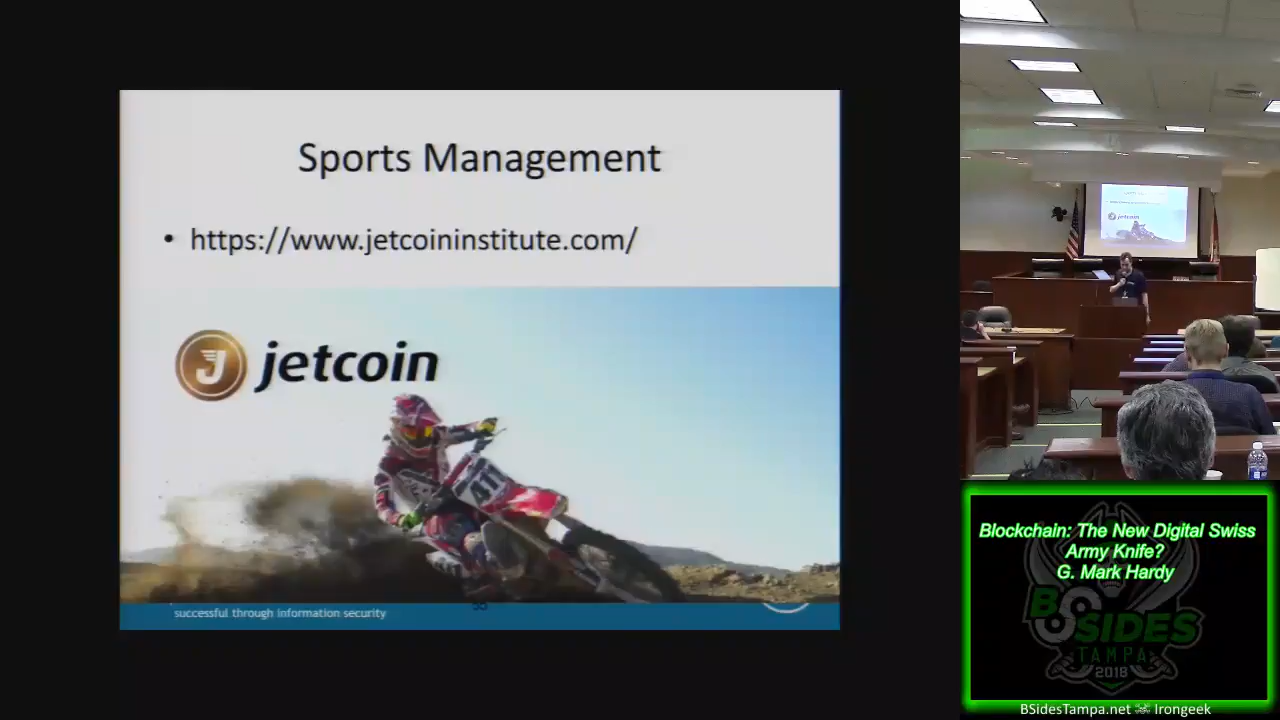 Sports Management
• https://www.jetcoininstitute.com/
J jetcoin
411
successful through information security
Blockchain: The New Digital Swiss
Army Knife?
G. Mark Hardy
BSIDES
TAMPA
2018
BSidesTampa.net Irongeek